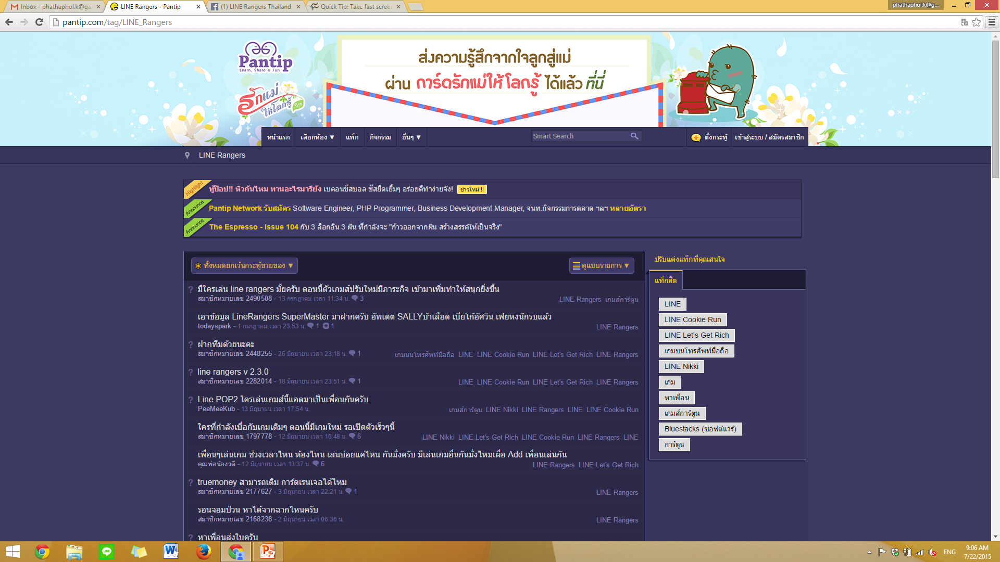 Inbox - phathaphol.k@ga
LINE Rangers - Pantip
(1) LINE Rangers Thailand
Quick Tip: Take fast screen
phathaphol.k@g...
pantip.com/tag/LINE_Rangers
Pantip
Learn, Share & Fun
รักแม่
ให้โลกรู้
ปี58
ส่งความรู้สึกจากใจลูกสู่แม่
ผ่าน การ์ดรักแม่ให้โลกรู้ ได้แล้ว ที่นี่
หน้าแรก เลือกห้อง ▼ แท็ก กิจกรรม อื่นๆ ▼
Smart Search
ตั้งกระทู้ เข้าสู่ระบบ / สมัครสมาชิก
LINE Rangers
Highlight ทู้ป๊อป!! หิวกันไหม ทานอะไรมารียัง เบคอนชีสบอล ชีสยืดเยิ้มๆ อร่อยดีทำง่ายจัง! ข่าวใหม่!!!
Announce Pantip Network รับสมัคร Software Engineer, PHP Programmer, Business Development Manager, จนท.กิจกรรมการตลาด ฯลฯ หลายอัตรา
Announce The Espresso - Issue 104 กับ 3 ล็อกอิน 3 ฝัน ที่กำลังจะ "ก้าวออกจากฝัน สร้างสรรค์ให้เป็นจริง"
ทั้งหมดยกเว้นกระทู้ขายของ ▼
ดูแบบรายการ ▼
? มีใครเล่น line rangers มั้ยครับ ตอนนี้ตัวเกมส์ปรับใหม่มีภาระกิจ เข้ามาเพิ่มทำให้สนุกยิ่งขึ้น
สมาชิกหมายเลข 2490508 - 13 กรกฎาคม เวลา 11:34 น. 3
LINE Rangers เกมส์การ์ตูน
เอาข้อมูล LineRangers SuperMaster มาฝากครับ อัพเดต SALLYบ้าเลือด เบียโก้อัศวิน เฟยหงนักรบแล้ว
todayspark - 1 กรกฎาคม เวลา 23:53 น. 1 1
LINE Rangers
? ฝากทีมด้วยนะคะ
สมาชิกหมายเลข 2448255 - 26 มิถุนายน เวลา 23:18 น. 1
เกมบนโทรศัพท์มือถือ LINE LINE Cookie Run LINE Let's Get Rich LINE Rangers
? line rangers v 2.3.0
สมาชิกหมายเลข 2282014 - 18 มิถุนายน เวลา 23:51 น. 1
LINE LINE Cookie Run LINE Let's Get Rich LINE Rangers
? Line POP2 ใครเล่นเกมส์นี้แอดมาเป็นเพื่อนกันครับ
PeeMeeKub - 13 มิถุนายน เวลา 17:54 น.
เกมส์การ์ตูน LINE Nikki LINE Rangers LINE LINE Cookie Run
ใครที่กำลังเบื่อกับเกมเดิมๆ ตอนนี้มีเกมใหม่ รอเปิดตัวเร็วๆนี้
สมาชิกหมายเลข 1797778 - 12 มิถุนายน เวลา 16:48 น. 6
LINE Nikki LINE Let's Get Rich LINE Cookie Run LINE Rangers LINE
เพื่อนๆเล่นเกม ช่วงเวลาไหน ห้องไหน เล่นบ่อยแค่ไหน กันมั่งครับ มีเล่นเกมอื่นกันมั่งไหมเผื่อ Add เพื่อนเล่นกัน
คุณพ่อน้องวดี - 12 มิถุนายน เวลา 13:37 น. 6
LINE Rangers LINE Let's Get Rich
? truemoney สามารถเติม การ์ดเรนเจอได้ไหม
สมาชิกหมายเลข 2177627 - 3 มิถุนายน เวลา 22:21 น. 1
LINE Rangers
รอนจอมป่วน หาได้จากฉากไหนครับ
สมาชิกหมายเลข 2168238 - 2 มิถุนายน เวลา 06:36 น.
LINE Rangers
? หาเพื่อนส่งใบครับ
ปรับแต่งแท็กที่คุณสนใจ
แท็กฮิต
LINE
LINE Cookie Run
LINE Let's Get Rich
เกมบนโทรศัพท์มือถือ
LINE Nikki
เกม
หาเพื่อน
เกมส์การ์ตูน
Bluestacks (ซอฟต์แวร์)
การ์ตูน
ENG
9:06 AM
7/22/2015